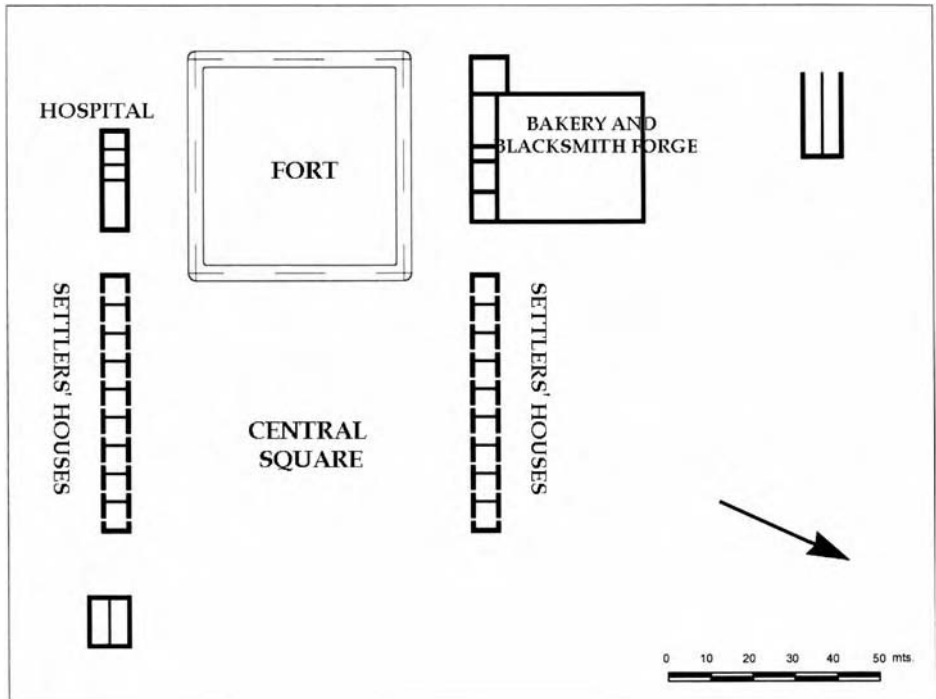 HOSPITAL
FORT
BAKERY AND
BLACKSMITH FORGE
SETTLERS' HOUSES
CENTRAL
SQUARE
SETTLERS' HOUSES
0 10 20 30 40 50 mts.